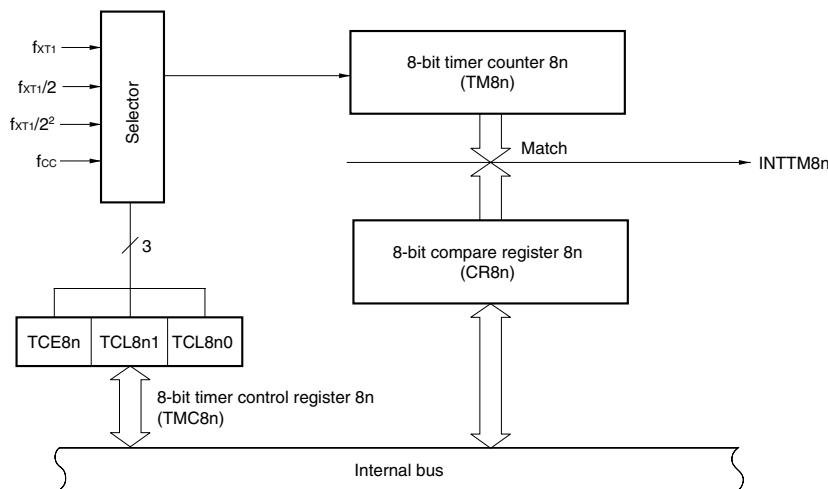 fXT1
fXT1/2
fXT1/2²
fCC
Selector
8-bit timer counter 8n
(TM8n)
Match
INTTM8n
3
8-bit compare register 8n
(CR8n)
TCE8n TCL8n1 TCL8n0
8-bit timer control register 8n
(TMC8n)
Internal bus